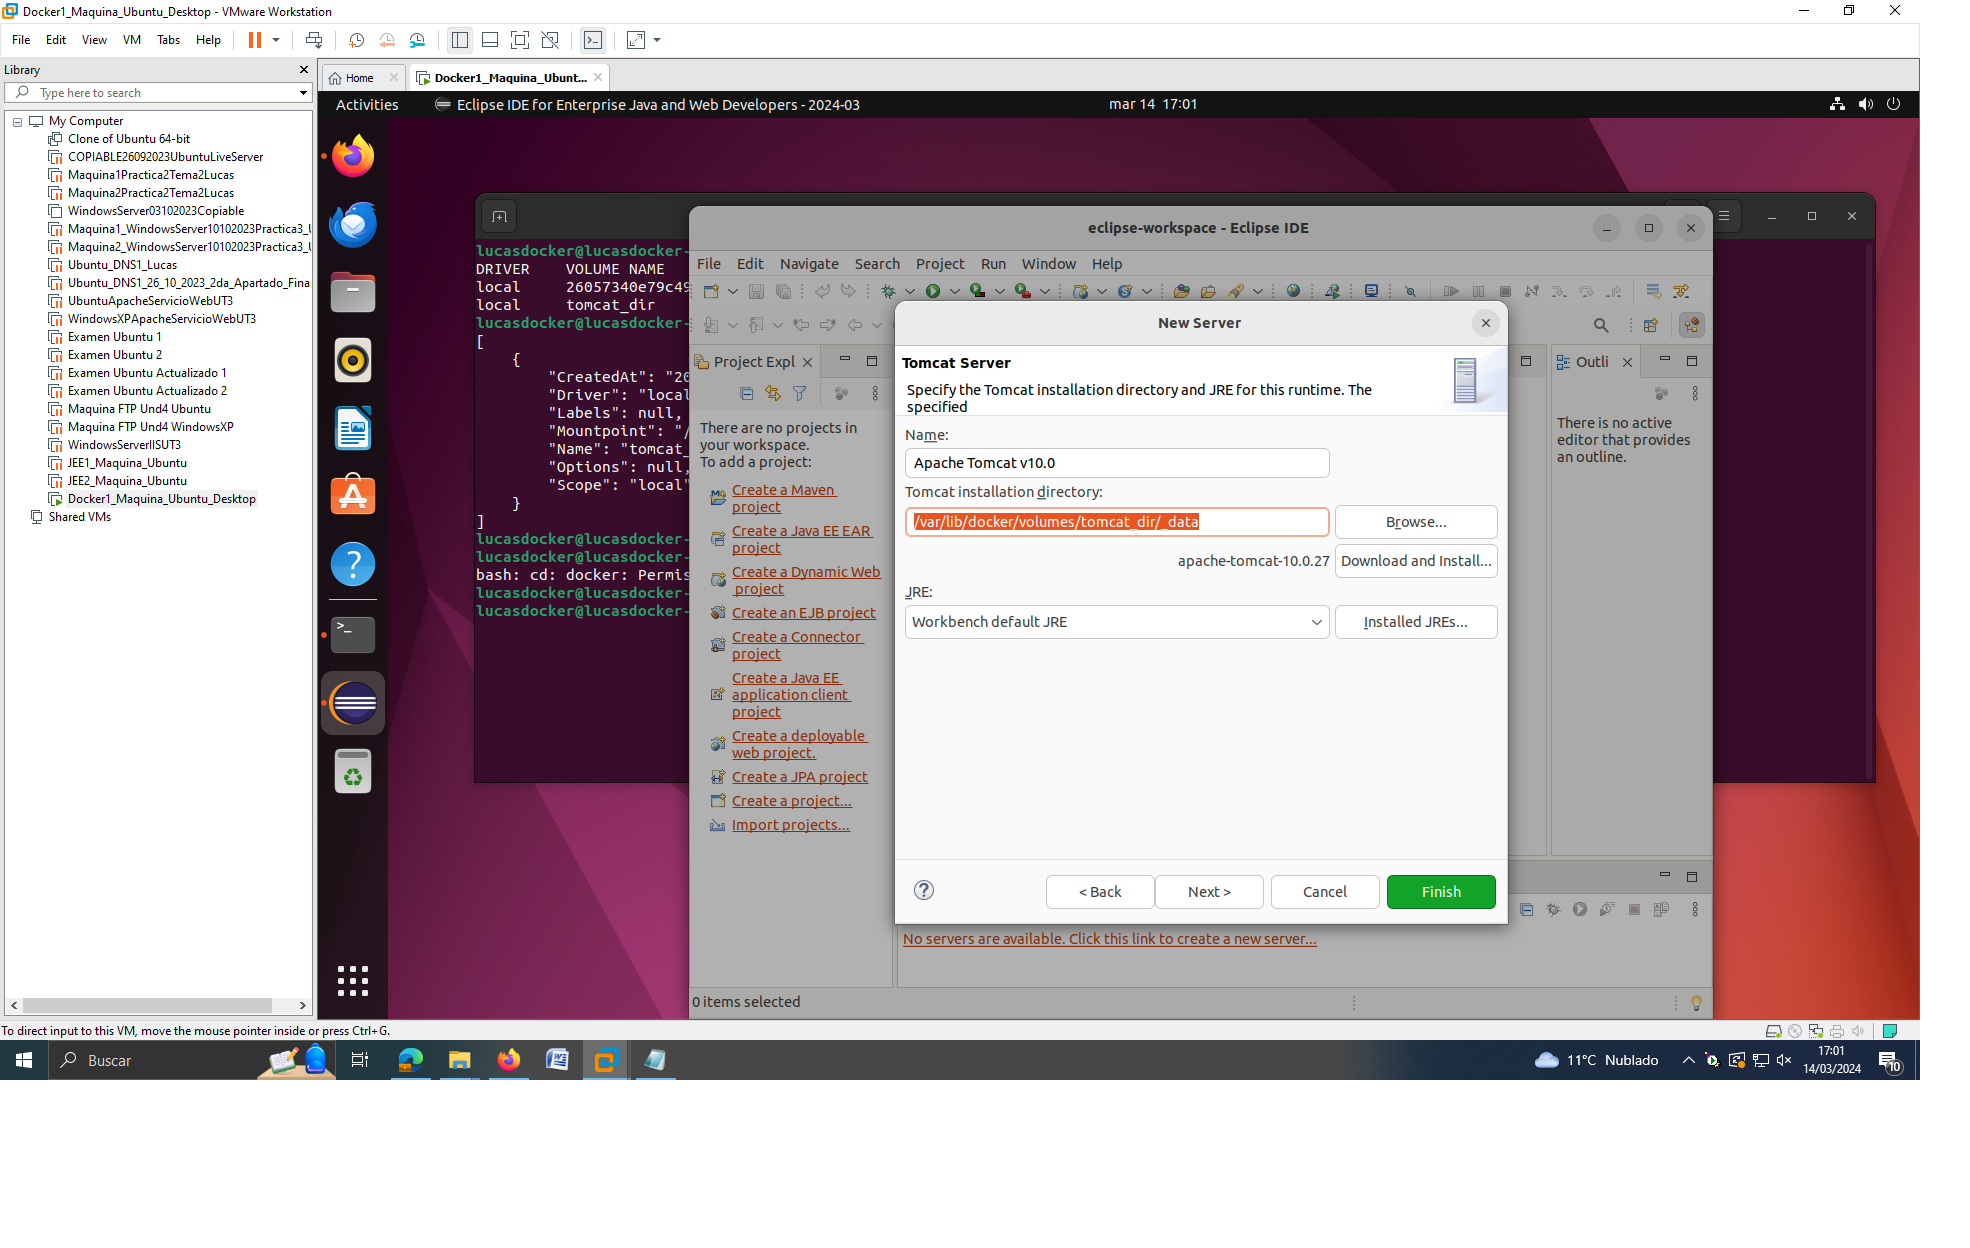 Docker1_Maquina_Ubuntu_Desktop - VMware Workstation
File Edit View VM Tabs Help
Library
Type here to search
My Computer
Clone of Ubuntu 64-bit
COPIABLE26092023UbuntuLiveServer
Maquina1Practica2Tema2Lucas
Maquina2Practica2Tema2Lucas
WindowsServer03102023Copiable
Maquina1_WindowsServer10102023Practica3_
Maquina2_WindowsServer10102023Practica3_
Ubuntu_DNS1_Lucas
Ubuntu_DNS1_26_10_2023_2da_Apartado_Fina
UbuntuApacheServicioWebUT3
WindowsXPApacheServicioWebUT3
Examen Ubuntu 1
Examen Ubuntu 2
Examen Ubuntu Actualizado 1
Examen Ubuntu Actualizado 2
Maquina FTP Und4 Ubuntu
Maquina FTP Und4 WindowsXP
WindowsServerIISUT3
JEE1_Maquina_Ubuntu
JEE2_Maquina_Ubuntu
Docker1_Maquina_Ubuntu_Desktop
Shared VMs
Home
Docker1_Maquina_Ubunt...
Activities
Eclipse IDE for Enterprise Java and Web Developers - 2024-03
mar 14 17:01
lucasdocker@lucasdocker-
DRIVER VOLUME NAME
local 26057340e79c49
local tomcat_dir
lucasdocker@lucasdocker-
[
{
"CreatedAt": "20
"Driver": "local
"Labels": null,
"Mountpoint": "/
"Name": "tomcat_
"Options": null,
"Scope": "local"
}
]
lucasdocker@lucasdocker-
lucasdocker@lucasdocker-
bash: cd: docker: Permis
lucasdocker@lucasdocker-
lucasdocker@lucasdocker-
eclipse-workspace - Eclipse IDE
File Edit Navigate Search Project Run Window Help
Project Expl
There are no projects in
your workspace.
To add a project:
Create a Maven
project
Create a Java EE EAR
project
Create a Dynamic Web
project
Create an EJB project
Create a Connector
project
Create a Java EE
application client
project
Create a deployable
web project.
Create a JPA project
Create a project...
Import projects...
New Server
Tomcat Server
Specify the Tomcat installation directory and JRE for this runtime. The
specified
Name:
Apache Tomcat v10.0
Tomcat installation directory:
/var/lib/docker/volumes/tomcat_dir/_data
Browse...
apache-tomcat-10.0.27
Download and Install...
JRE:
Workbench default JRE
Installed JREs...
< Back
Next >
Cancel
Finish
Outli
There is no active
editor that provides
an outline.
No servers are available. Click this link to create a new server...
0 items selected
To direct input to this VM, move the mouse pointer inside or press Ctrl+G.
Buscar
11°C Nublado
17:01
14/03/2024
10